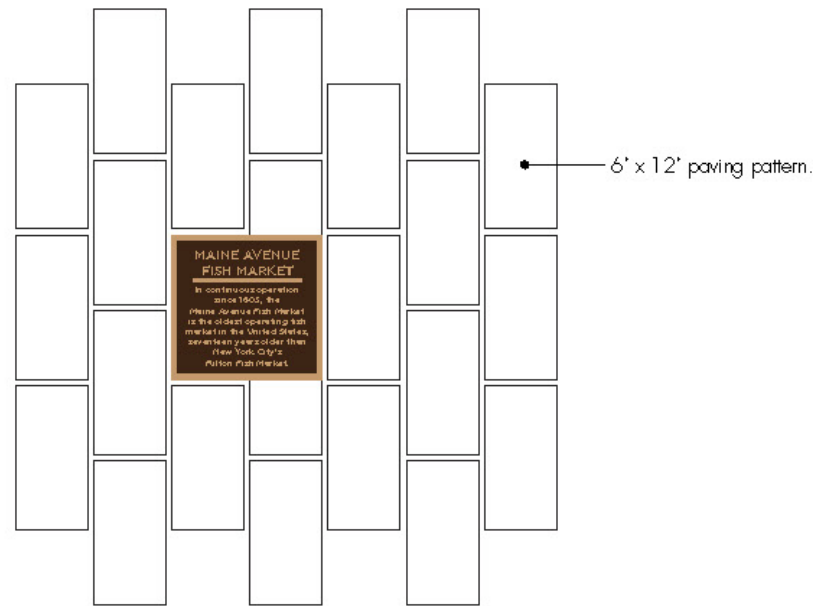 MAINE AVENUE
FISH MARKET
In continuous operation
since 1805, the
Maine Avenue Fish Market
is the oldest operating fish
market in the United States,
seventeen years older than
New York City's
Fulton Fish Market.
6" x 12" paving pattern.